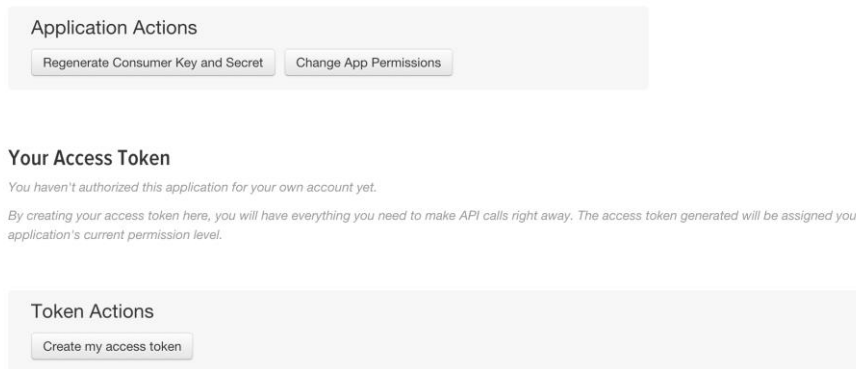 Application Actions
Regenerate Consumer Key and Secret Change App Permissions
Your Access Token
You haven't authorized this application for your own account yet.
By creating your access token here, you will have everything you need to make API calls right away. The access token generated will be assigned you
application's current permission level.
Token Actions
Create my access token